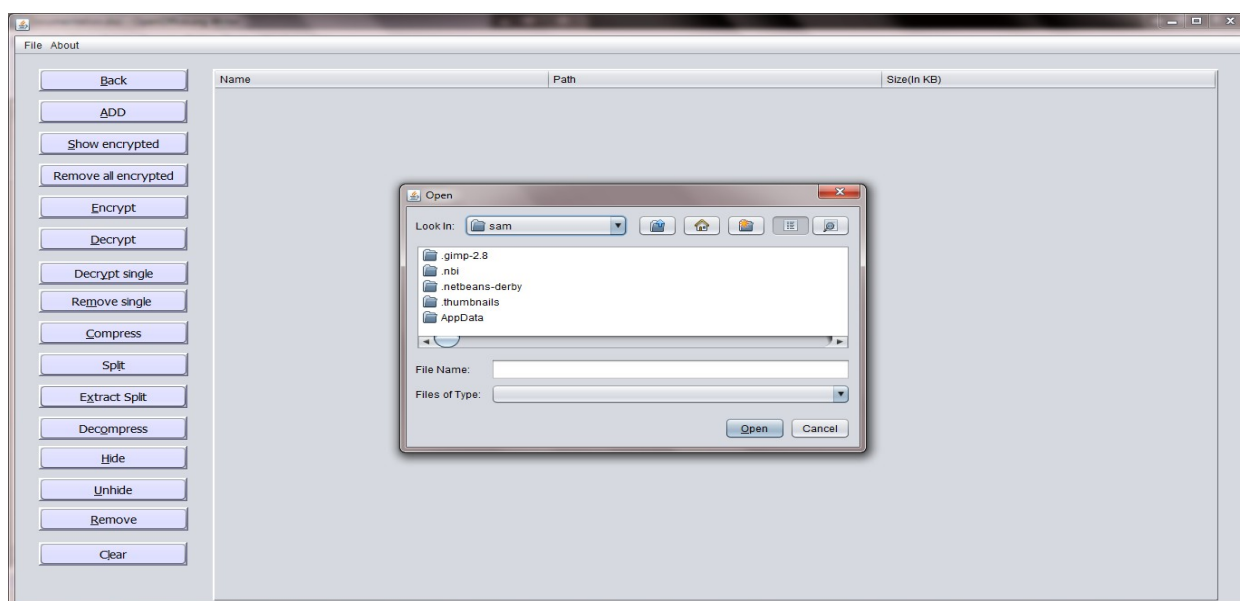 File About
Back
ADD
Show encrypted
Remove all encrypted
Encrypt
Decrypt
Decrypt single
Remove single
Compress
Split
Extract Split
Decompress
Hide
Unhide
Remove
Clear
Name Path Size(In KB)
Open
Look In: sam
.gimp-2.8
.nbi
.netbeans-derby
.thumbnails
AppData
File Name:
Files of Type:
Open Cancel